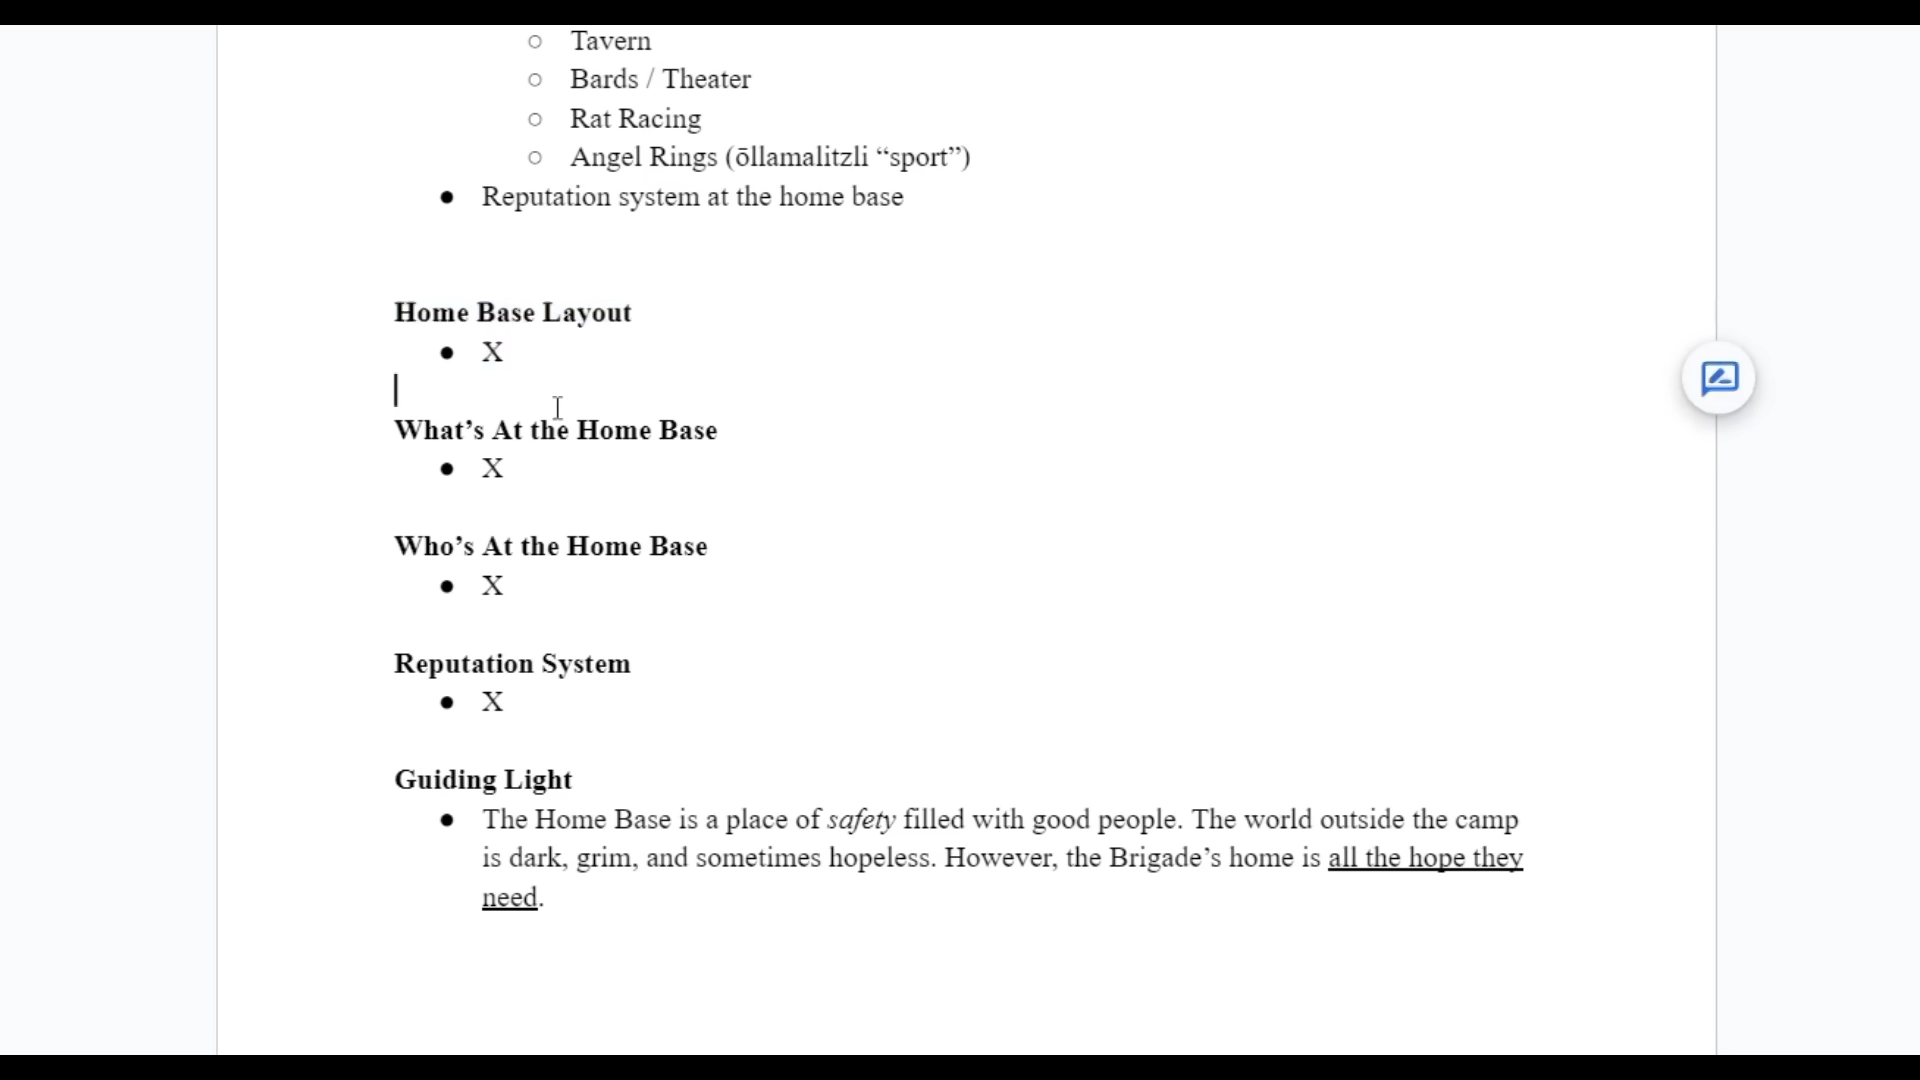 ○ Tavern
○ Bards / Theater
○ Rat Racing
○ Angel Rings (ōllamalitzli “sport”)
● Reputation system at the home base
Home Base Layout
● X
What’s At the Home Base
● X
Who’s At the Home Base
● X
Reputation System
● X
Guiding Light
● The Home Base is a place of safety filled with good people. The world outside the camp
is dark, grim, and sometimes hopeless. However, the Brigade’s home is all the hope they
need.